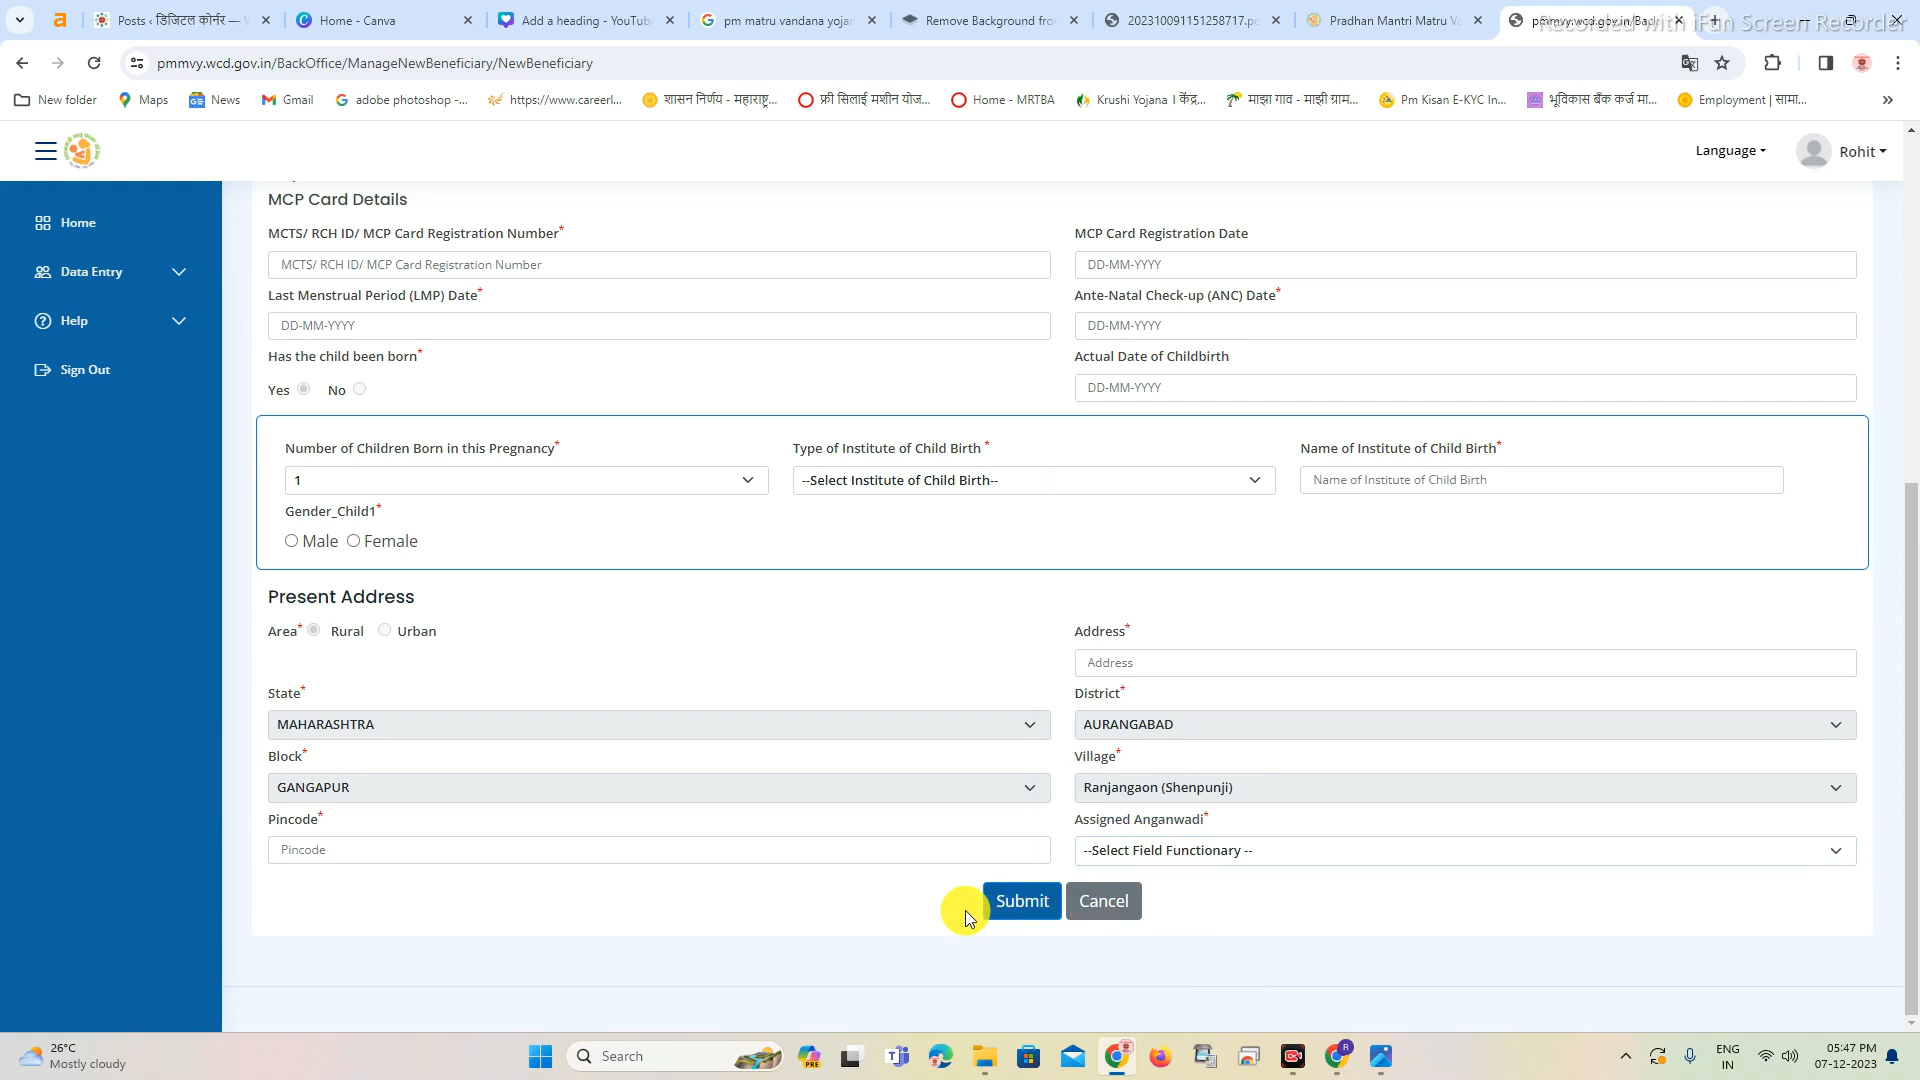 Posts ‹ डिजिटल कोर्नर —
Home - Canva
Add a heading - YouTube
pm matru vandana yojan
Remove Background fro
202310091151258717.pd
Pradhan Mantri Matru V
pmmvy.wcd.gov.in/Back
Recorded with iFun Screen Recorder
pmmvy.wcd.gov.in/BackOffice/ManageNewBeneficiary/NewBeneficiary
New folder
Maps
News
Gmail
adobe photoshop -...
https://www.careerl...
शासन निर्णय - महाराष्ट्र...
फ्री सिलाई मशीन योज...
Home - MRTBA
Krushi Yojana । केंद्र...
माझा गाव - माझी ग्राम...
Pm Kisan E-KYC In...
भूविकास बँक कर्ज मा...
Employment | सामा...
»
Language
Rohit
Home
Data Entry
Help
Sign Out
MCP Card Details
MCTS/ RCH ID/ MCP Card Registration Number*
MCP Card Registration Date
MCTS/ RCH ID/ MCP Card Registration Number
DD-MM-YYYY
Last Menstrual Period (LMP) Date*
Ante-Natal Check-up (ANC) Date*
DD-MM-YYYY
DD-MM-YYYY
Has the child been born*
Actual Date of Childbirth
Yes No
DD-MM-YYYY
Number of Children Born in this Pregnancy*
Type of Institute of Child Birth *
Name of Institute of Child Birth*
1
--Select Institute of Child Birth--
Name of Institute of Child Birth
Gender_Child1*
Male Female
Present Address
Area* Rural Urban
Address*
Address
State*
District*
MAHARASHTRA
AURANGABAD
Block*
Village*
GANGAPUR
Ranjangaon (Shenpunji)
Pincode*
Assigned Anganwadi*
Pincode
--Select Field Functionary --
Submit
Cancel
26°C
Mostly cloudy
Search
PRE
R
ENG
IN
05:47 PM
07-12-2023